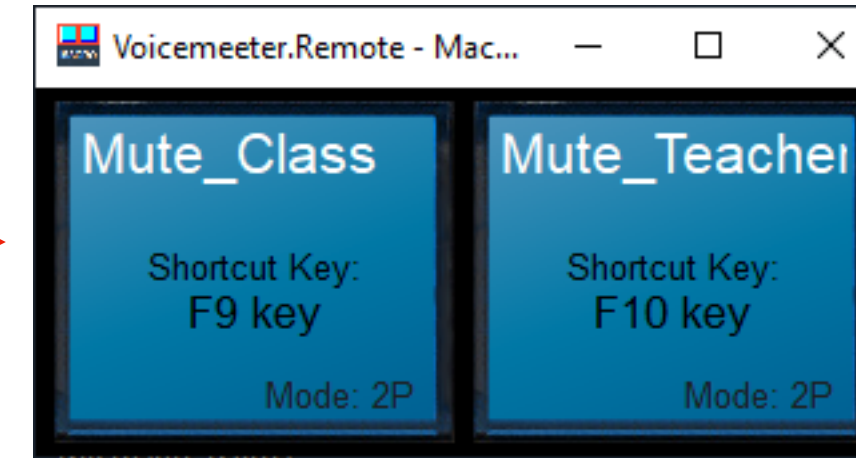 Voicemeeter.Remote - Mac...
Mute_Class
Shortcut Key:
F9 key
Mode: 2P
Mute_Teacher
Shortcut Key:
F10 key
Mode: 2P